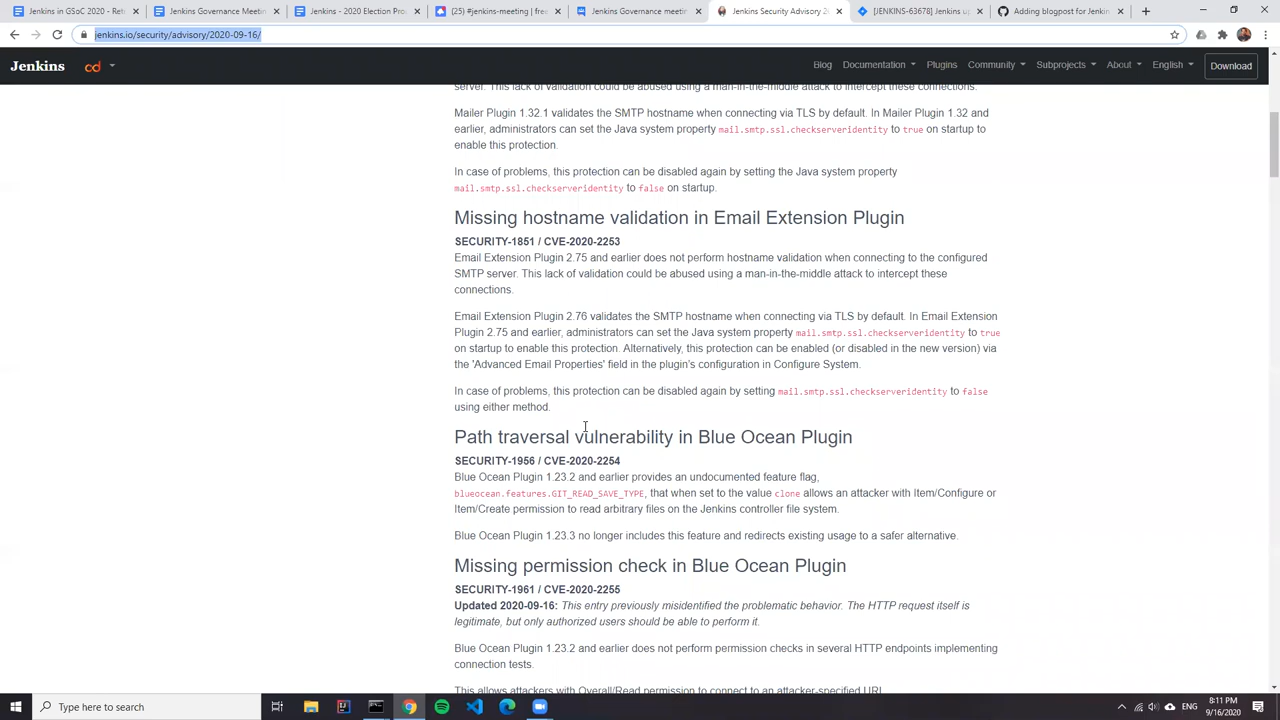 Jenkins in GSoC 2020 - Retr
Jenkins Governance Meetin
Jenkins - 2020 Election Pro
(25) #jenkins-meeting | free
Jenkins Governance meetin
Jenkins Security Advisory 2
[JENKINS-63678] Jenkins up
Adding blogpost for Jenkin
jenkins.io/security/advisory/2020-09-16/
Jenkins
cd
Blog Documentation Plugins Community Subprojects About English Download
server. This lack of validation could be abused using a man-in-the-middle attack to intercept these connections.
Mailer Plugin 1.32.1 validates the SMTP hostname when connecting via TLS by default. In Mailer Plugin 1.32 and
earlier, administrators can set the Java system property mail.smtp.ssl.checkserveridentity to true on startup to
enable this protection.
In case of problems, this protection can be disabled again by setting the Java system property
mail.smtp.ssl.checkserveridentity to false on startup.
Missing hostname validation in Email Extension Plugin
SECURITY-1851 / CVE-2020-2253
Email Extension Plugin 2.75 and earlier does not perform hostname validation when connecting to the configured
SMTP server. This lack of validation could be abused using a man-in-the-middle attack to intercept these
connections.
Email Extension Plugin 2.76 validates the SMTP hostname when connecting via TLS by default. In Email Extension
Plugin 2.75 and earlier, administrators can set the Java system property mail.smtp.ssl.checkserveridentity to true
on startup to enable this protection. Alternatively, this protection can be enabled (or disabled in the new version) via
the 'Advanced Email Properties' field in the plugin's configuration in Configure System.
In case of problems, this protection can be disabled again by setting mail.smtp.ssl.checkserveridentity to false
using either method.
Path traversal vulnerability in Blue Ocean Plugin
SECURITY-1956 / CVE-2020-2254
Blue Ocean Plugin 1.23.2 and earlier provides an undocumented feature flag,
blueocean.features.GIT_READ_SAVE_TYPE, that when set to the value clone allows an attacker with Item/Configure or
Item/Create permission to read arbitrary files on the Jenkins controller file system.
Blue Ocean Plugin 1.23.3 no longer includes this feature and redirects existing usage to a safer alternative.
Missing permission check in Blue Ocean Plugin
SECURITY-1961 / CVE-2020-2255
Updated 2020-09-16: This entry previously misidentified the problematic behavior. The HTTP request itself is
legitimate, but only authorized users should be able to perform it.
Blue Ocean Plugin 1.23.2 and earlier does not perform permission checks in several HTTP endpoints implementing
connection tests.
This allows attackers with Overall/Read permission to connect to an attacker-specified URL.
Type here to search
ENG
8:11 PM
9/16/2020